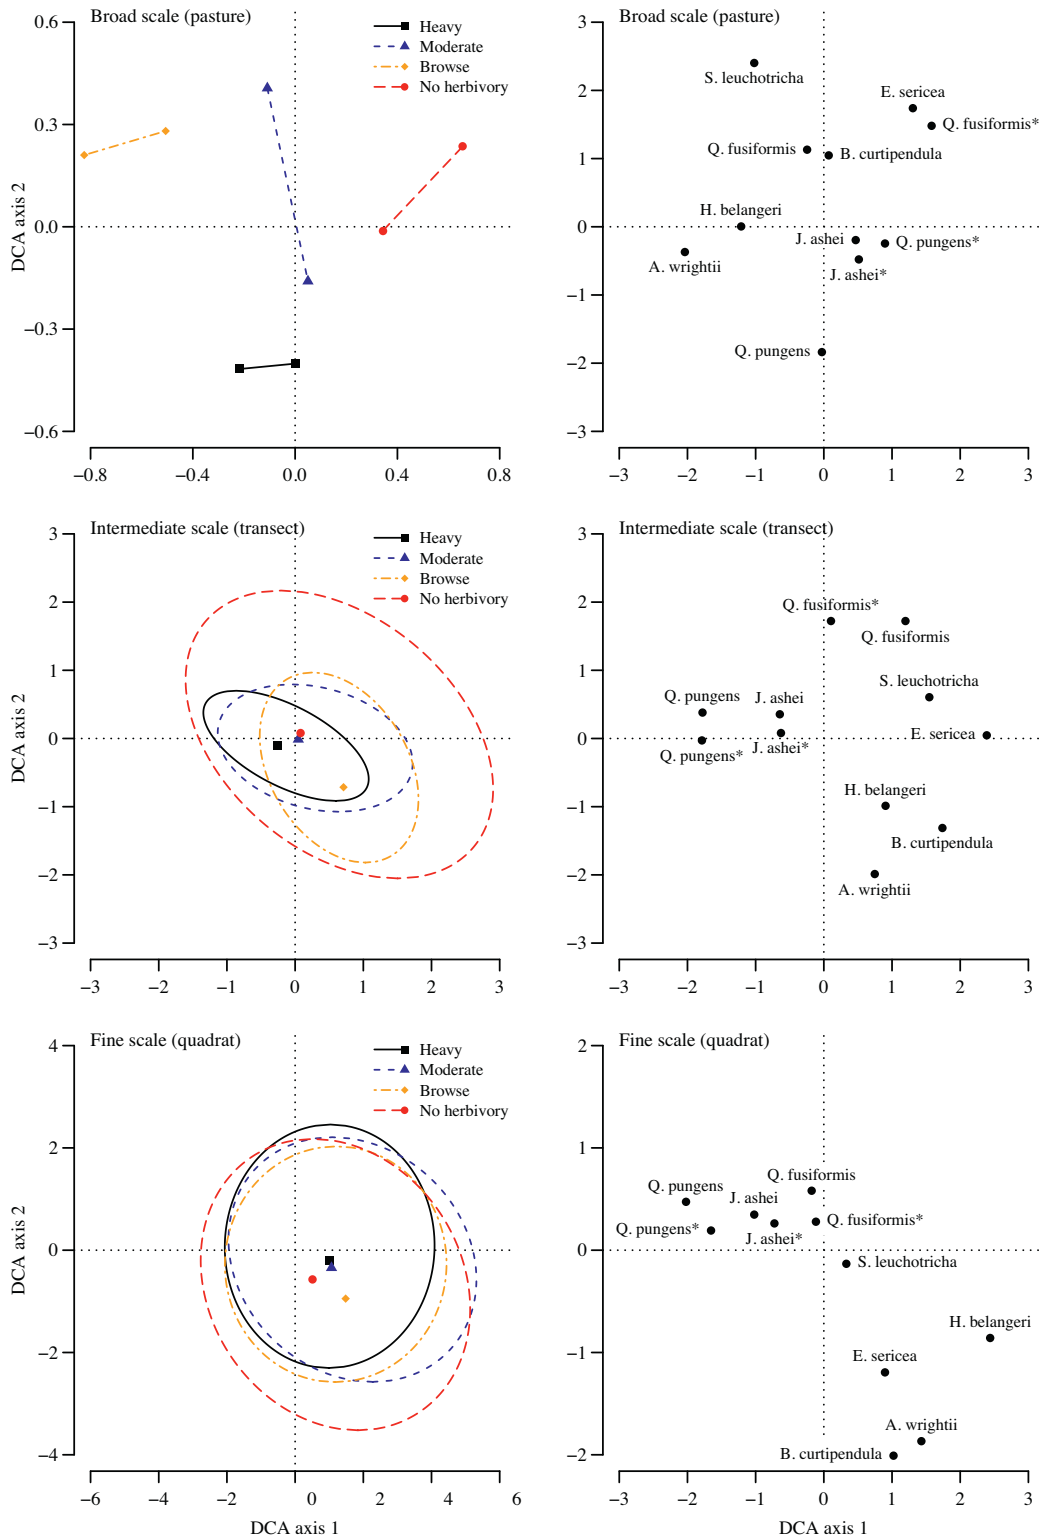 Broad scale (pasture)
Heavy
Moderate
Browse
No herbivory
0.6
0.3
0.0
−0.3
−0.6
DCA axis 2
−0.8
−0.4
0.0
0.4
0.8
Broad scale (pasture)
3
2
1
0
−1
−2
−3
S. leuchotricha
E. sericea
Q. fusiformis*
Q. fusiformis
B. curtipendula
H. belangeri
J. ashei
Q. pungens*
A. wrightii
J. ashei*
Q. pungens
−3
−2
−1
0
1
2
3
Intermediate scale (transect)
Heavy
Moderate
Browse
No herbivory
3
2
1
0
−1
−2
−3
DCA axis 2
−3
−2
−1
0
1
2
3
Intermediate scale (transect)
3
2
1
0
−1
−2
−3
Q. fusiformis*
Q. fusiformis
S. leuchotricha
Q. pungens
J. ashei
E. sericea
Q. pungens*
J. ashei*
H. belangeri
B. curtipendula
A. wrightii
−3
−2
−1
0
1
2
3
Fine scale (quadrat)
Heavy
Moderate
Browse
No herbivory
4
2
0
−2
−4
DCA axis 2
−6
−4
−2
0
2
4
6
DCA axis 1
Fine scale (quadrat)
2
1
0
−1
−2
Q. fusiformis
Q. pungens
J. ashei
Q. pungens*
Q. fusiformis*
J. ashei*
S. leuchotricha
H. belangeri
E. sericea
A. wrightii
B. curtipendula
−3
−2
−1
0
1
2
3
DCA axis 1